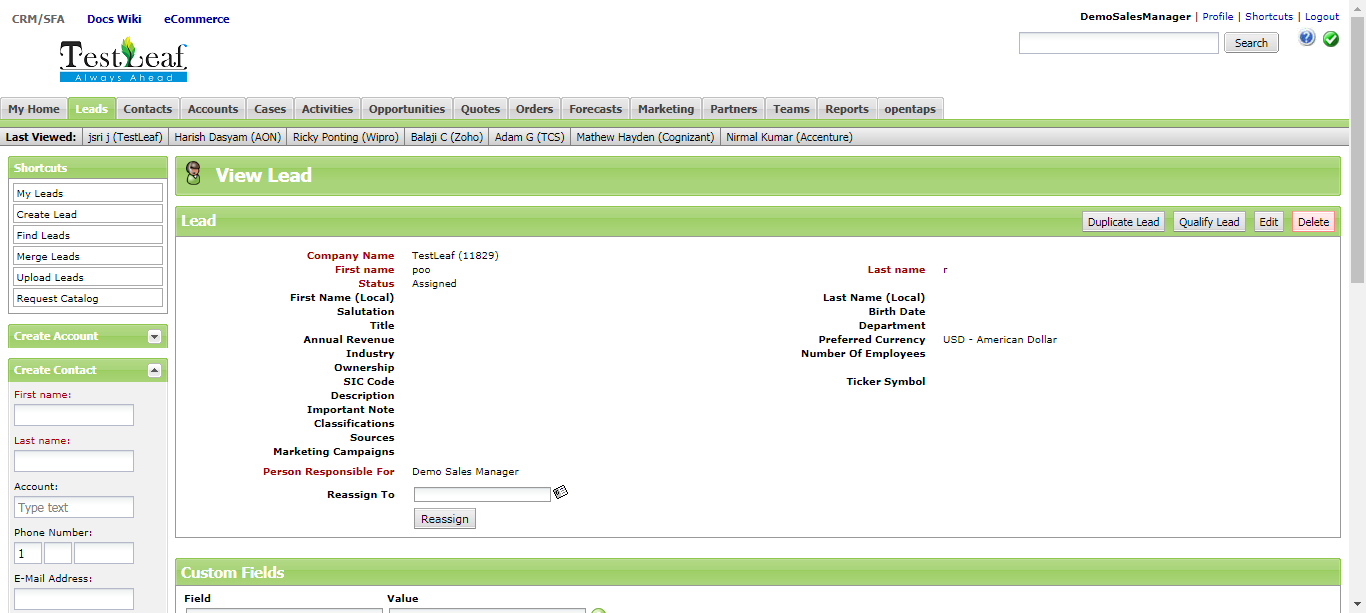 CRM/SFA Docs Wiki eCommerce
DemoSalesManager | Profile | Shortcuts | Logout
TestLeaf
Always Ahead
Search
?
My Home Leads Contacts Accounts Cases Activities Opportunities Quotes Orders Forecasts Marketing Partners Teams Reports opentaps
Last Viewed: jsri j (TestLeaf) Harish Dasyam (AON) Ricky Ponting (Wipro) Balaji C (Zoho) Adam G (TCS) Mathew Hayden (Cognizant) Nirmal Kumar (Accenture)
Shortcuts
My Leads
Create Lead
Find Leads
Merge Leads
Upload Leads
Request Catalog
Create Account
Create Contact
First name:
Last name:
Account:
Type text
Phone Number:
1
E-Mail Address:
View Lead
Lead
Duplicate Lead Qualify Lead Edit Delete
Company Name TestLeaf (11829)
First name poo Last name r
Status Assigned
First Name (Local) Last Name (Local)
Salutation Birth Date
Title Department
Annual Revenue Preferred Currency USD - American Dollar
Industry Number Of Employees
Ownership
SIC Code Ticker Symbol
Description
Important Note
Classifications
Sources
Marketing Campaigns
Person Responsible For Demo Sales Manager
Reassign To
Reassign
Custom Fields
Field Value